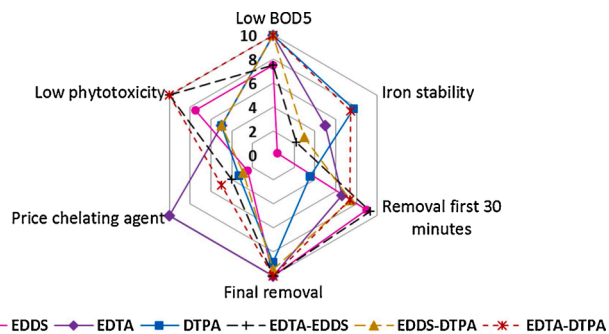 Low BOD5
10
8
6
4
2
0
Low phytotoxicity
Iron stability
Price chelating agent
Removal first 30
minutes
Final removal
EDDS EDTA DTPA EDTA-EDDS EDDS-DTPA EDTA-DTPA